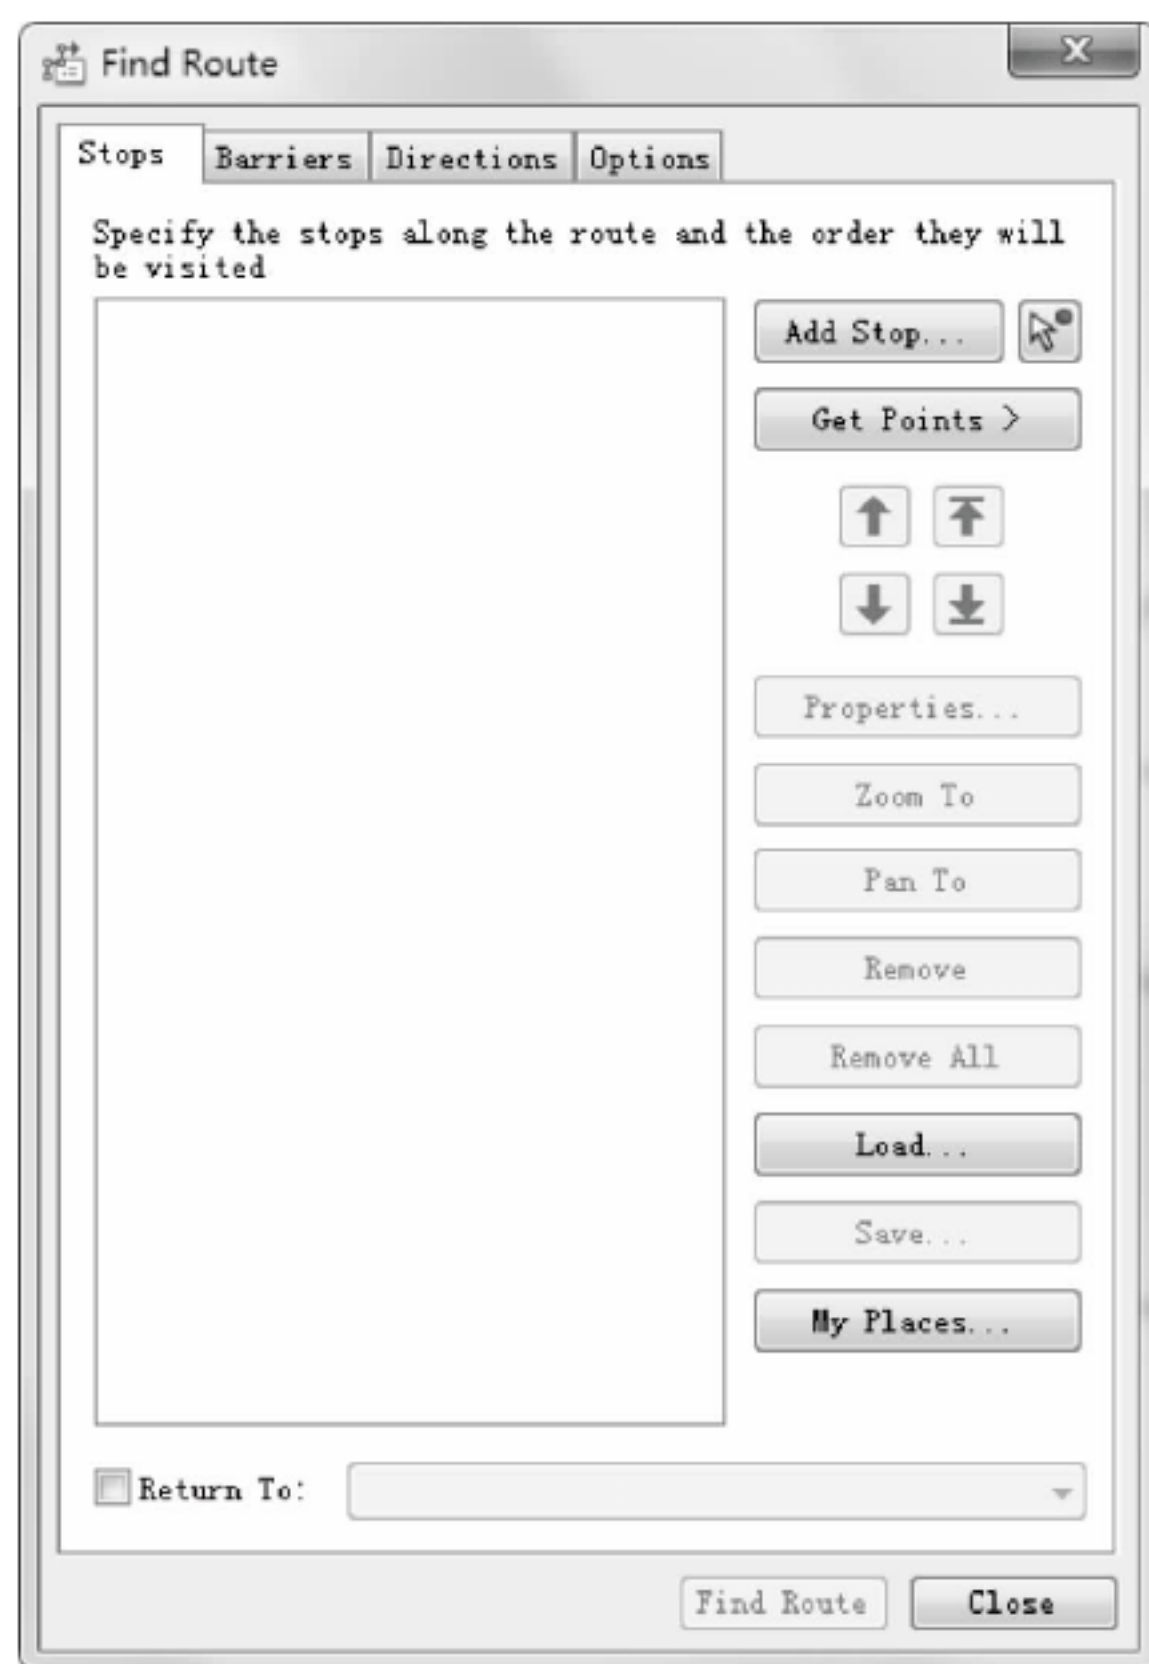 Find Route
Stops Barriers Directions Options
Specify the stops along the route and the order they will
be visited
Add Stop...
Get Points >
Properties...
Zoom To
Pan To
Remove
Remove All
Load...
Save...
My Places...
Return To:
Find Route Close